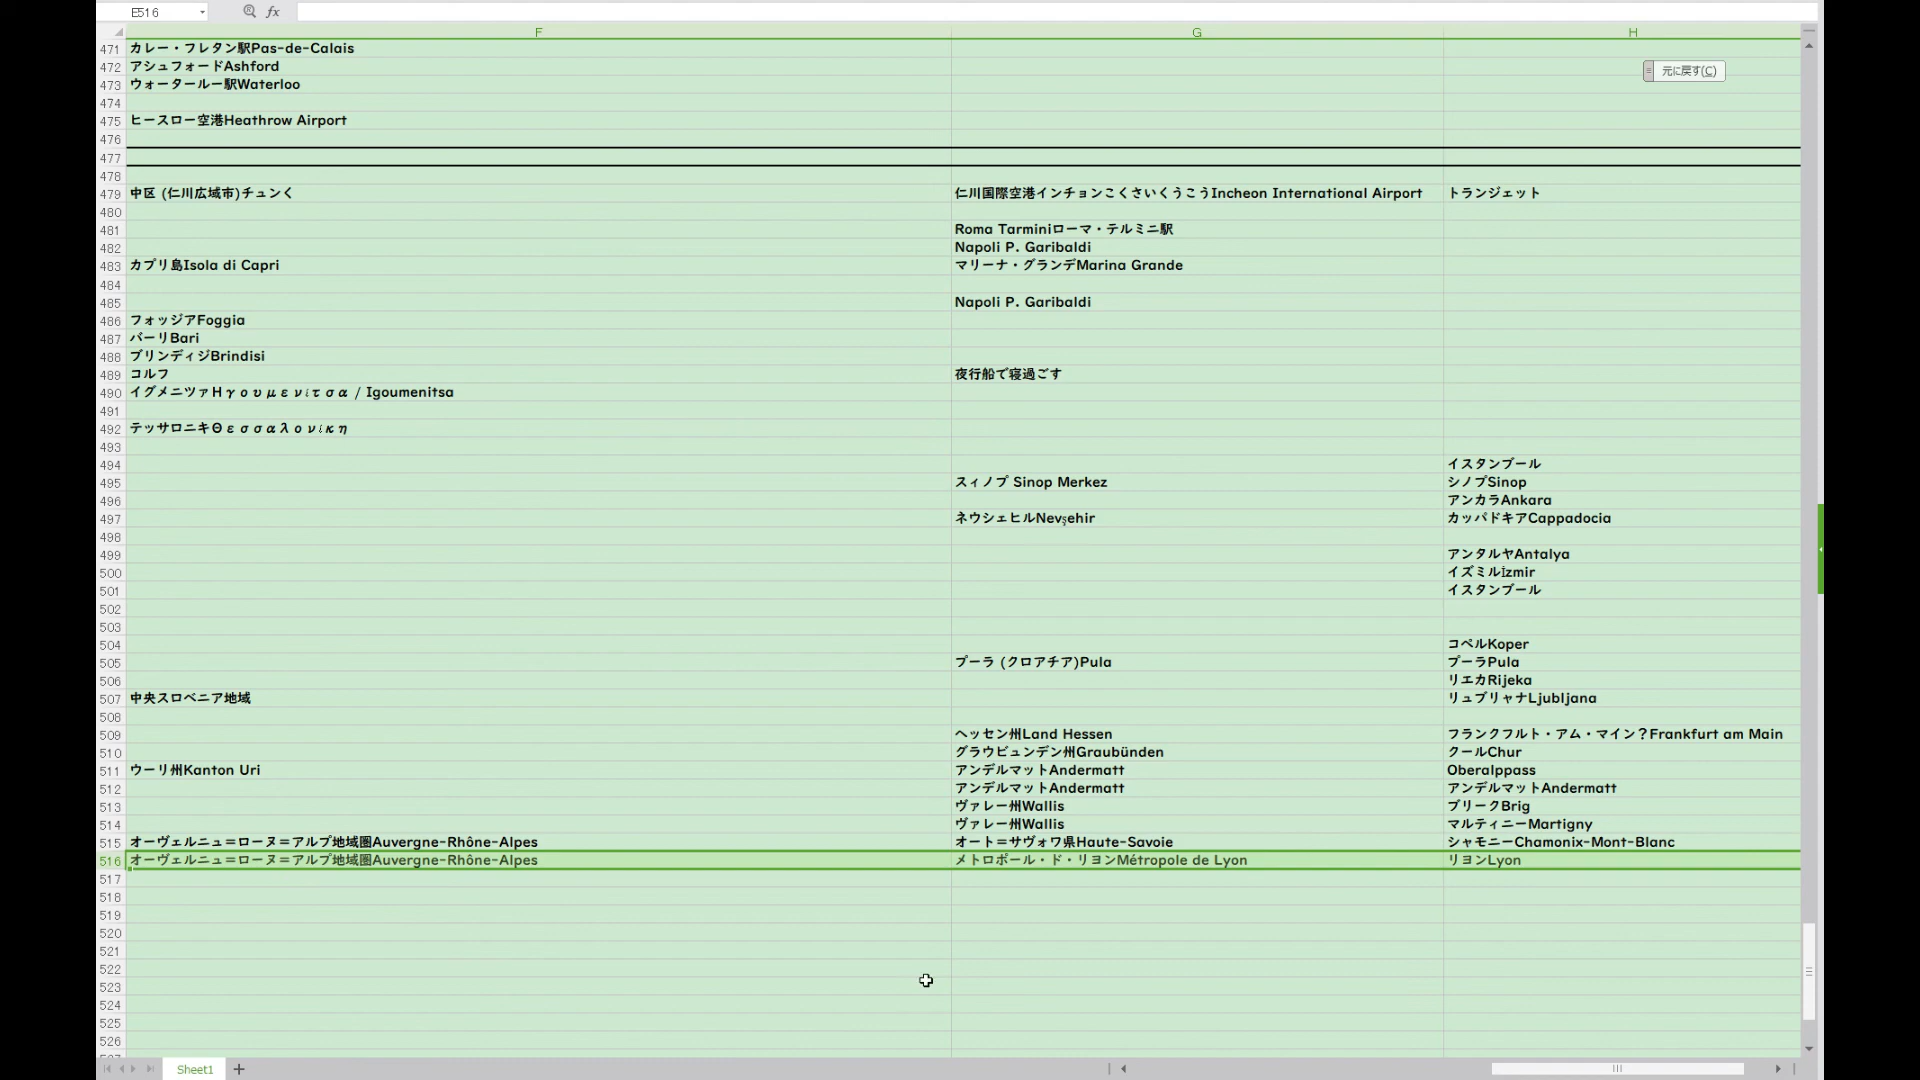 E516 fx
F G H
471 カレー・フレタン駅Pas-de-Calais
元に戻す(C)
472 アシュフォードAshford
473 ウォータールー駅Waterloo
474
475 ヒースロー空港Heathrow Airport
476
477
478
479 中区 (仁川広域市)チュンく 仁川国際空港インチョンこくさいくうこうIncheon International Airport トランジェット
480
481 Roma Tarminiローマ・テルミニ駅
482 Napoli P. Garibaldi
483 カプリ島Isola di Capri マリーナ・グランデMarina Grande
484
485 Napoli P. Garibaldi
486 フォッジアFoggia
487 バーリBari
488 ブリンディジBrindisi
489 コルフ 夜行船で寝過ごす
490 イグメニツァΗγουμενίτσα / Igoumenitsa
491
492 テッサロニキΘεσσαλονίκη
493
494 イスタンブール
495 スィノプ Sinop Merkez シノプSinop
496 アンカラAnkara
497 ネウシェヒルNevşehir カッパドキアCappadocia
498
499 アンタルヤAntalya
500 イズミルİzmir
501 イスタンブール
502
503
504 コペルKoper
505 プーラ (クロアチア)Pula プーラPula
506 リエカRijeka
507 中央スロベニア地域 リュブリャナLjubljana
508
509 ヘッセン州Land Hessen フランクフルト・アム・マイン？Frankfurt am Main
510 グラウビュンデン州Graubünden クールChur
511 ウーリ州Kanton Uri アンデルマットAndermatt Oberalppass
512 アンデルマットAndermatt アンデルマットAndermatt
513 ヴァレー州Wallis ブリークBrig
514 ヴァレー州Wallis マルティニーMartigny
515 オーヴェルニュ＝ローヌ＝アルプ地域圏Auvergne-Rhône-Alpes オート＝サヴォワ県Haute-Savoie シャモニーChamonix-Mont-Blanc
516 オーヴェルニュ＝ローヌ＝アルプ地域圏Auvergne-Rhône-Alpes メトロポール・ド・リヨンMétropole de Lyon リヨンLyon
517
518
519
520
521
522
523
524
525
526
Sheet1